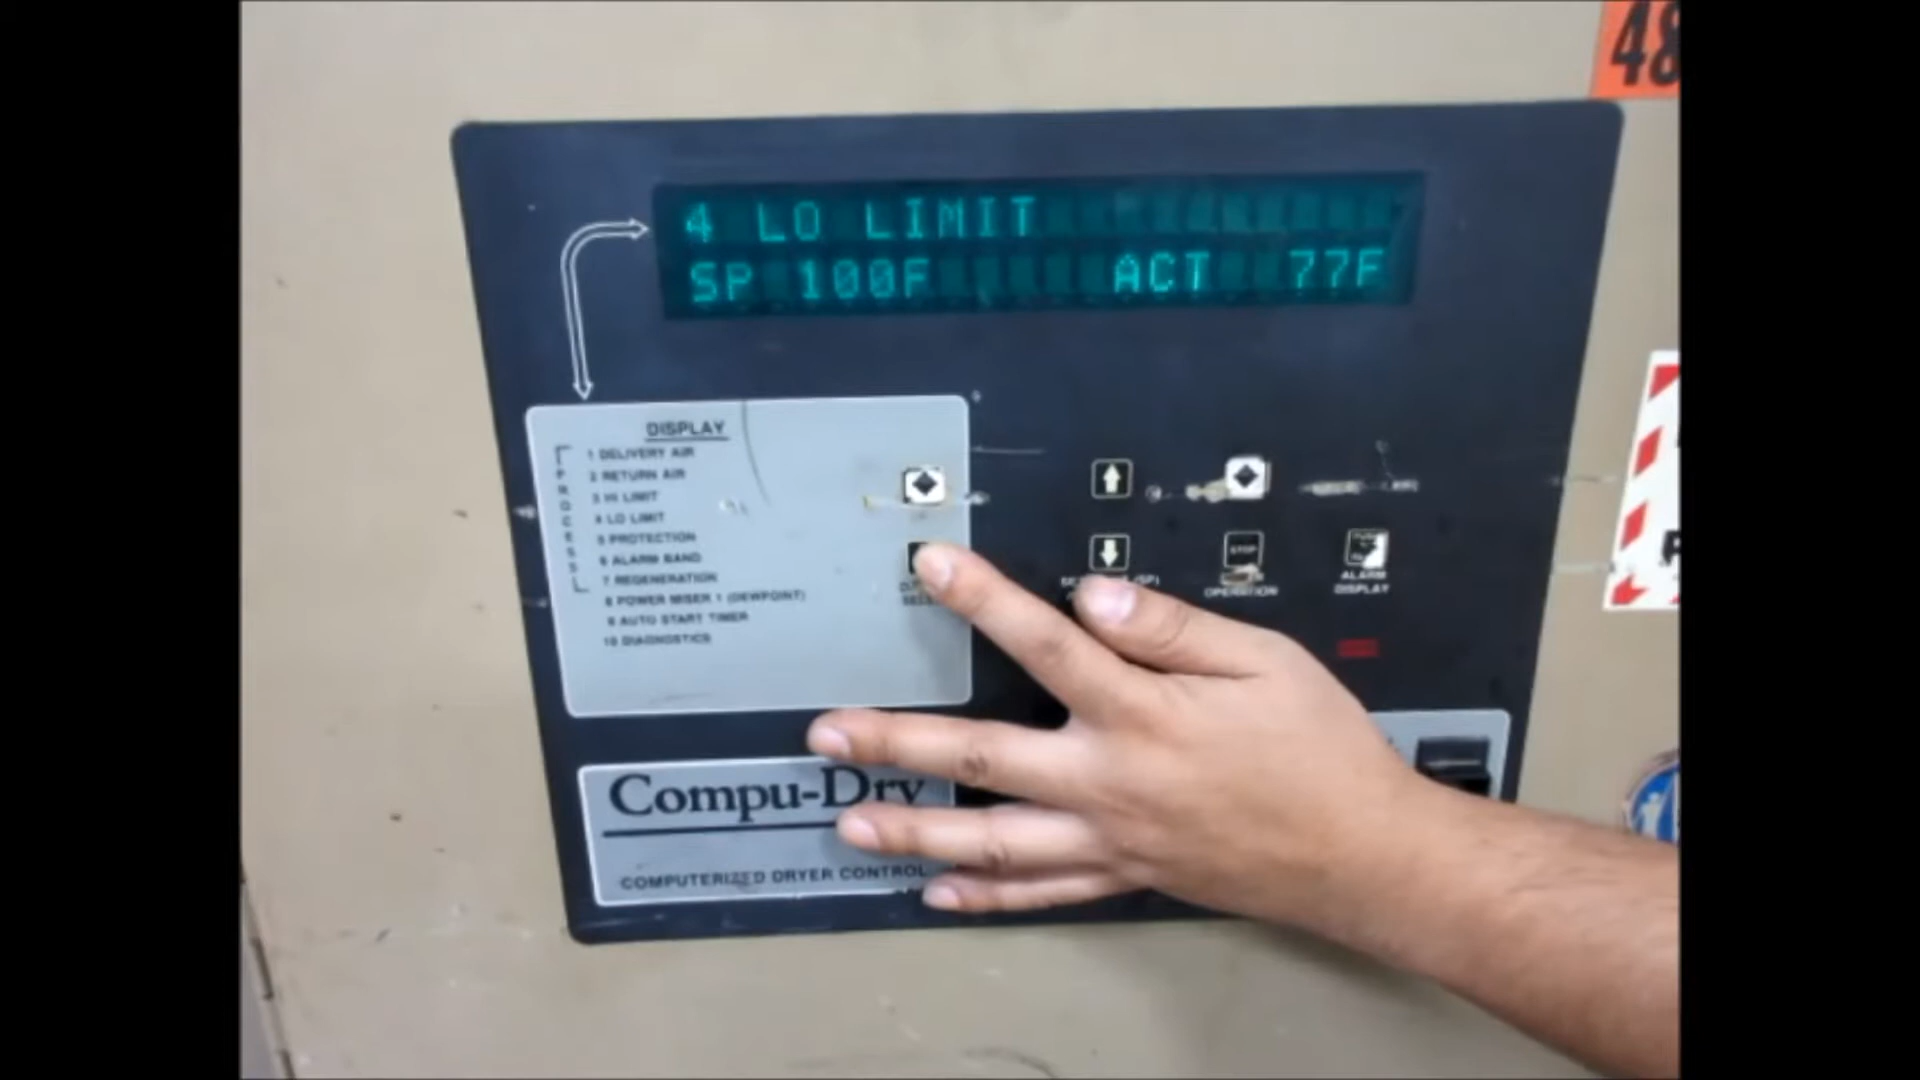 48
4 LO LIMIT
SP 100F ACT 77F
DISPLAY
PROCESS
1 DELIVERY AIR
2 RETURN AIR
3 HI LIMIT
4 LO LIMIT
5 PROTECTION
6 ALARM BAND
7 REGENERATION
8 POWER MISER 1 (DEWPOINT)
9 AUTO START TIMER
10 DIAGNOSTICS
STOP
OPERATION
ALARM
DISPLAY
Compu-Dry
COMPUTERIZED DRYER CONTROL